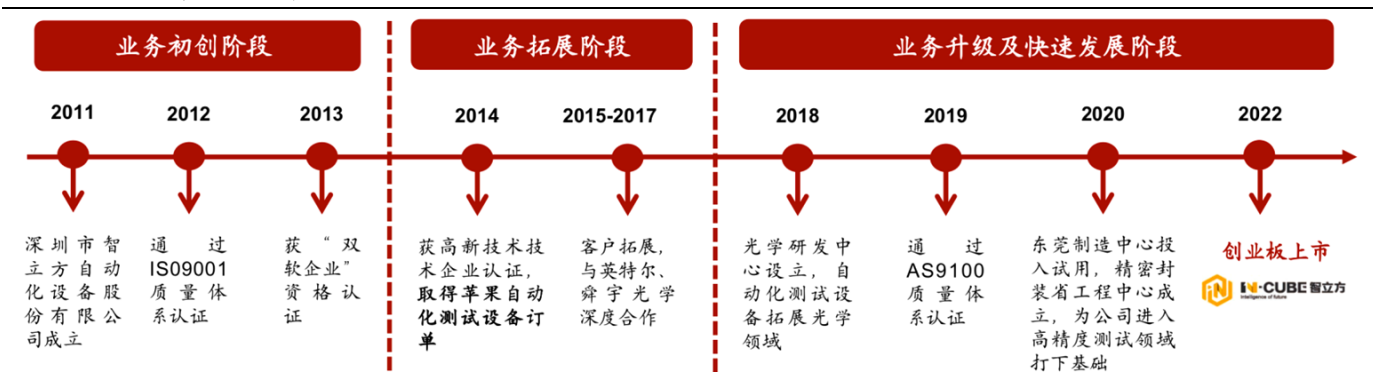 业务初创阶段
业务拓展阶段
业务升级及快速发展阶段
2011
2012
2013
2014
2015-2017
2018
2019
2020
2022
深圳市智
立方自动
化设备股
份有限公
司成立
通过
IS09001
质量体
系认证
获“双
软企业”
资格认
证
获高新技术技
术企业认证，
取得苹果自动
化测试设备订
单
客户拓展，
与英特尔、
舜宇光学
深度合作
光学研发中
心设立，自
动化测试设
备拓展光学
领域
通过
AS9100
质量体
系认证
东莞制造中心投
入试用，精密封
装省工程中心成
立，为公司进入
高精度测试领域
打下基础
创业板上市
IN-CUBE智立方
Intelligence of future